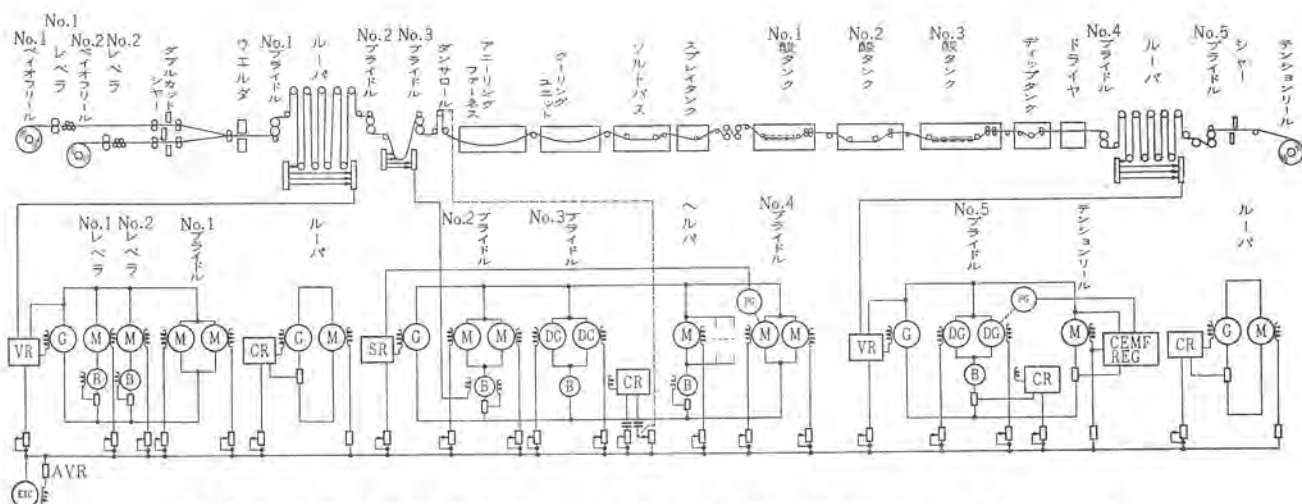 No.1 ペイオフリール
No.1 レベラ
No.2 ペイオフリール
No.2 レベラ
ダブルカットシヤー
ウエルダ
No.1 ブライドル
ルーパ
No.2 ブライドル
No.3 ブライドル
ダンサロール
アニーリングファーネス
クーリングユニット
ソルトバス
スプレイタンク
No.1 酸タンク
No.2 酸タンク
No.3 酸タンク
ディップタンク
ドライヤ
No.4 ブライドル
ルーパ
No.5 ブライドル
シャー
テンションリール
No.1 レベラ
No.2 レベラ
No.1 ブライドル
ルーパ
No.2 ブライドル
No.3 ブライドル
ヘルパ
No.4 ブライドル
No.5 ブライドル
テンションリール
ルーパ
VR
G
M
M
B
B
M
M
CR
G
M
SR
G
M
M
B
DG
DG
B
CR
M
B
PG
M
M
VR
G
DG
DG
B
PG
CR
M
CEMF
REG
CR
G
M
AVR
EXC